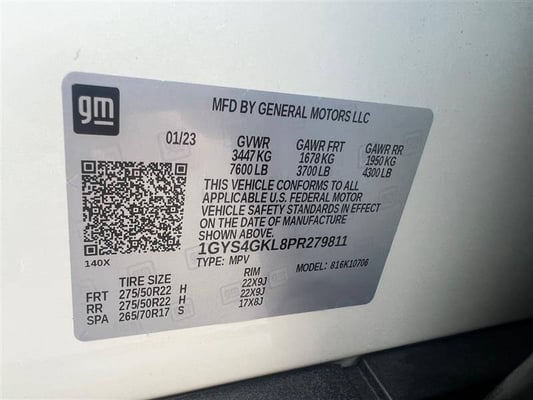 gm
MFD BY GENERAL MOTORS LLC
01/23 GVWR GAWR FRT GAWR RR
3447 KG 1678 KG 1950 KG
7600 LB 3700 LB 4300 LB
THIS VEHICLE CONFORMS TO ALL
APPLICABLE U.S. FEDERAL MOTOR
VEHICLE SAFETY STANDARDS IN EFFECT
ON THE DATE OF MANUFACTURE
SHOWN ABOVE.
1GYS4GKL8PR279811
140X TYPE: MPV MODEL: 816K10706
TIRE SIZE RIM
FRT 275/50R22 H 22X9J
RR 275/50R22 H 22X9J
SPA 265/70R17 S 17X8J